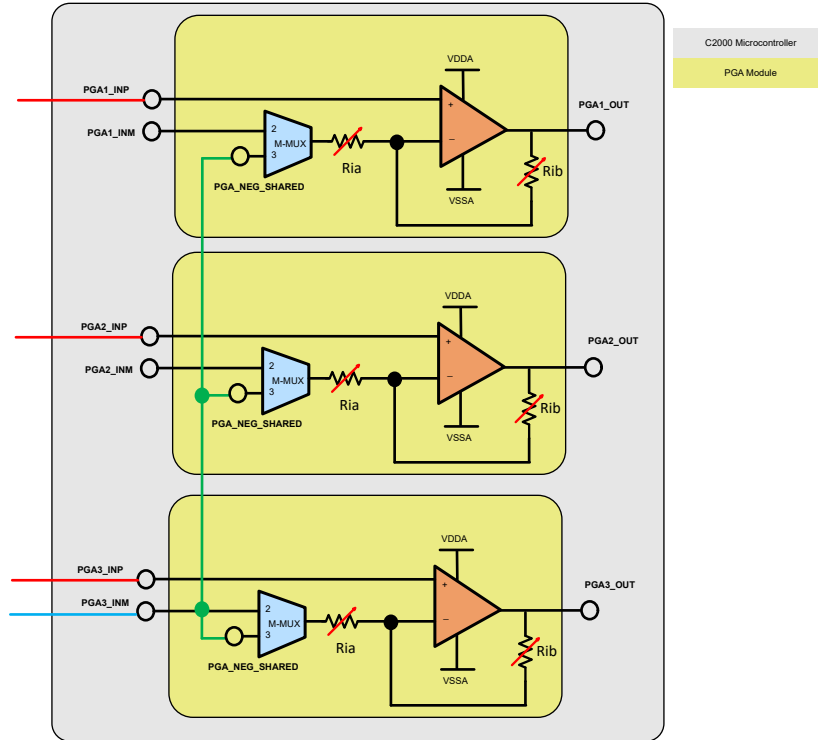 C2000 Microcontroller
PGA Module
VDDA
PGA1_INP
+
PGA1_OUT
PGA1_INM
2
M-MUX
3
–
Ria
Rib
PGA_NEG_SHARED
VSSA
VDDA
PGA2_INP
+
PGA2_OUT
PGA2_INM
2
M-MUX
3
–
Ria
Rib
PGA_NEG_SHARED
VSSA
VDDA
PGA3_INP
+
PGA3_OUT
PGA3_INM
2
M-MUX
3
–
Ria
Rib
PGA_NEG_SHARED
VSSA